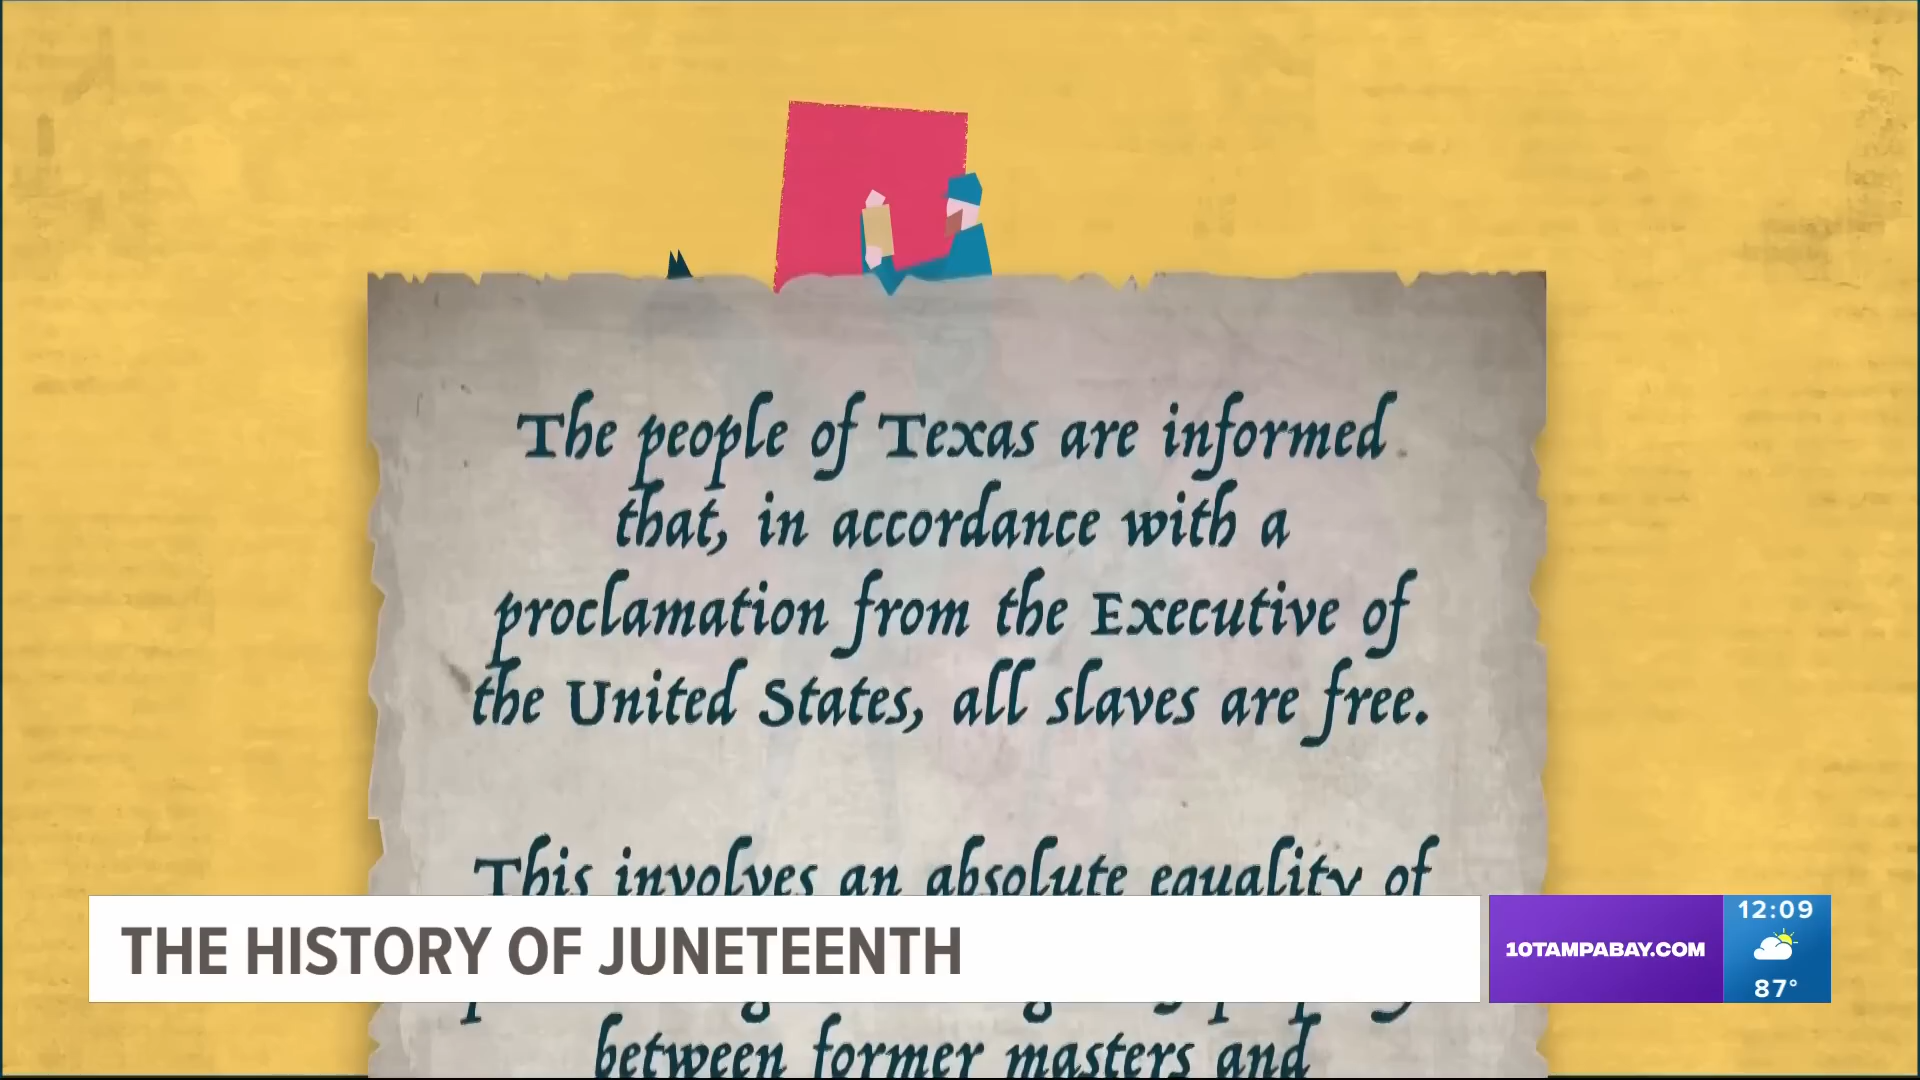 The people of Texas are informed
that, in accordance with a
proclamation from the Executive of
the United States, all slaves are free.
This involves an absolute equality of
THE HISTORY OF JUNETEENTH
10TAMPABAY.COM
12:09
87°
between former masters and